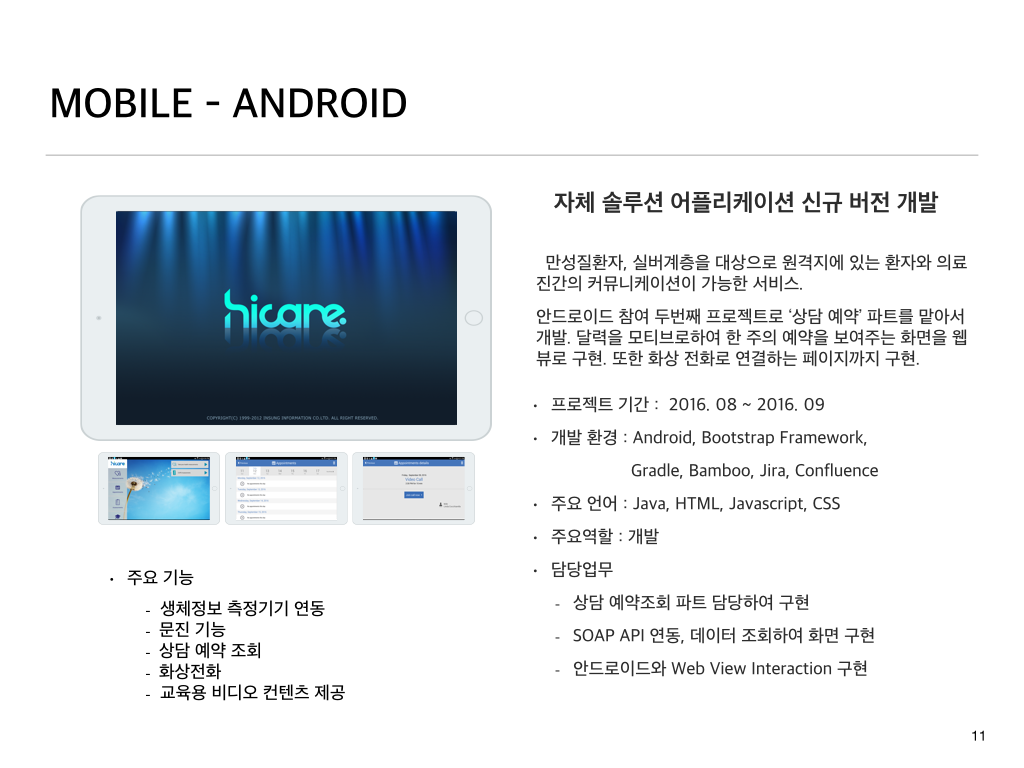 MOBILE - ANDROID
hicare.
COPYRIGHT(C) 1999-2012 INSUNG INFORMATION CO.LTD. ALL RIGHT RESERVED.
hicare
Appointments
Video Call
주요 기능
- 생체정보 측정기기 연동
- 문진 기능
- 상담 예약 조회
- 화상전화
- 교육용 비디오 컨텐츠 제공
자체 솔루션 어플리케이션 신규 버전 개발
만성질환자, 실버계층을 대상으로 원격지에 있는 환자와 의료
진간의 커뮤니케이션이 가능한 서비스.
안드로이드 참여 두번째 프로젝트로 ‘상담 예약’ 파트를 맡아서
개발. 달력을 모티브로하여 한 주의 예약을 보여주는 화면을 웹
뷰로 구현. 또한 화상 전화로 연결하는 페이지까지 구현.
• 프로젝트 기간 : 2016. 08 ~ 2016. 09
• 개발 환경 : Android, Bootstrap Framework,
Gradle, Bamboo, Jira, Confluence
• 주요 언어 : Java, HTML, Javascript, CSS
• 주요역할 : 개발
• 담당업무
- 상담 예약조회 파트 담당하여 구현
- SOAP API 연동, 데이터 조회하여 화면 구현
- 안드로이드와 Web View Interaction 구현
11